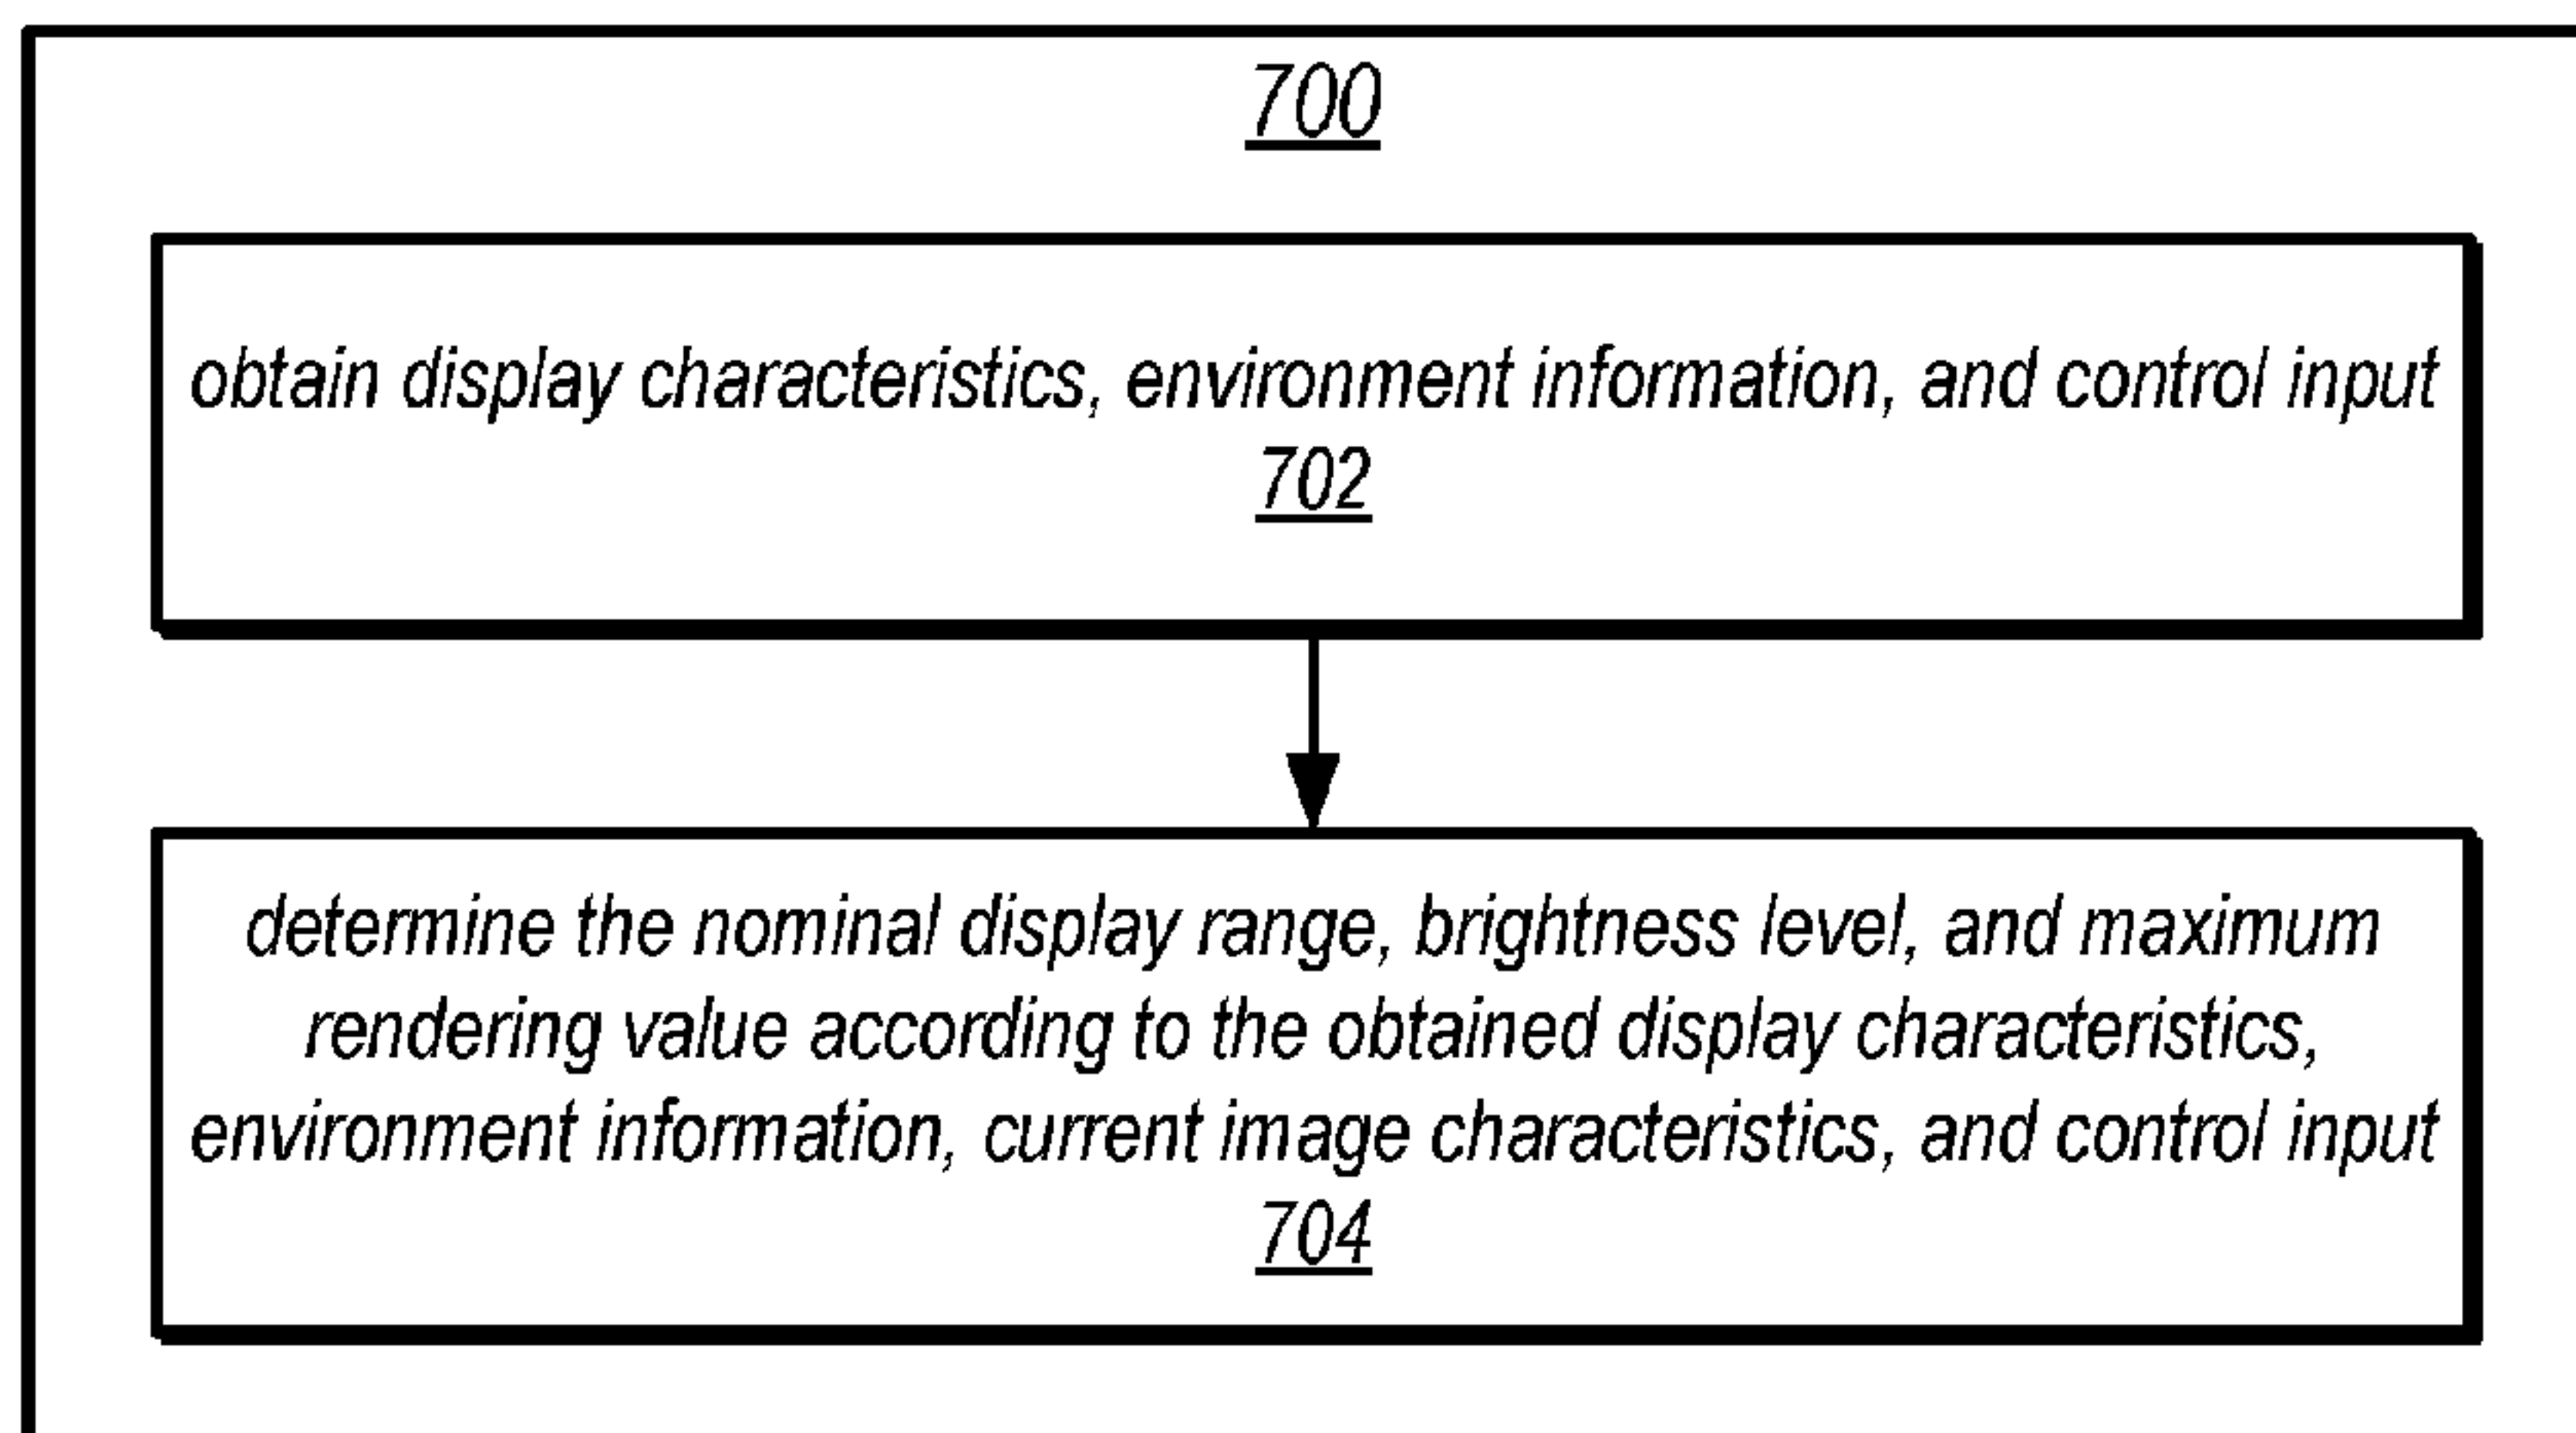 700
obtain display characteristics, environment information, and control input
702
determine the nominal display range, brightness level, and maximum
rendering value according to the obtained display characteristics,
environment information, current image characteristics, and control input
704